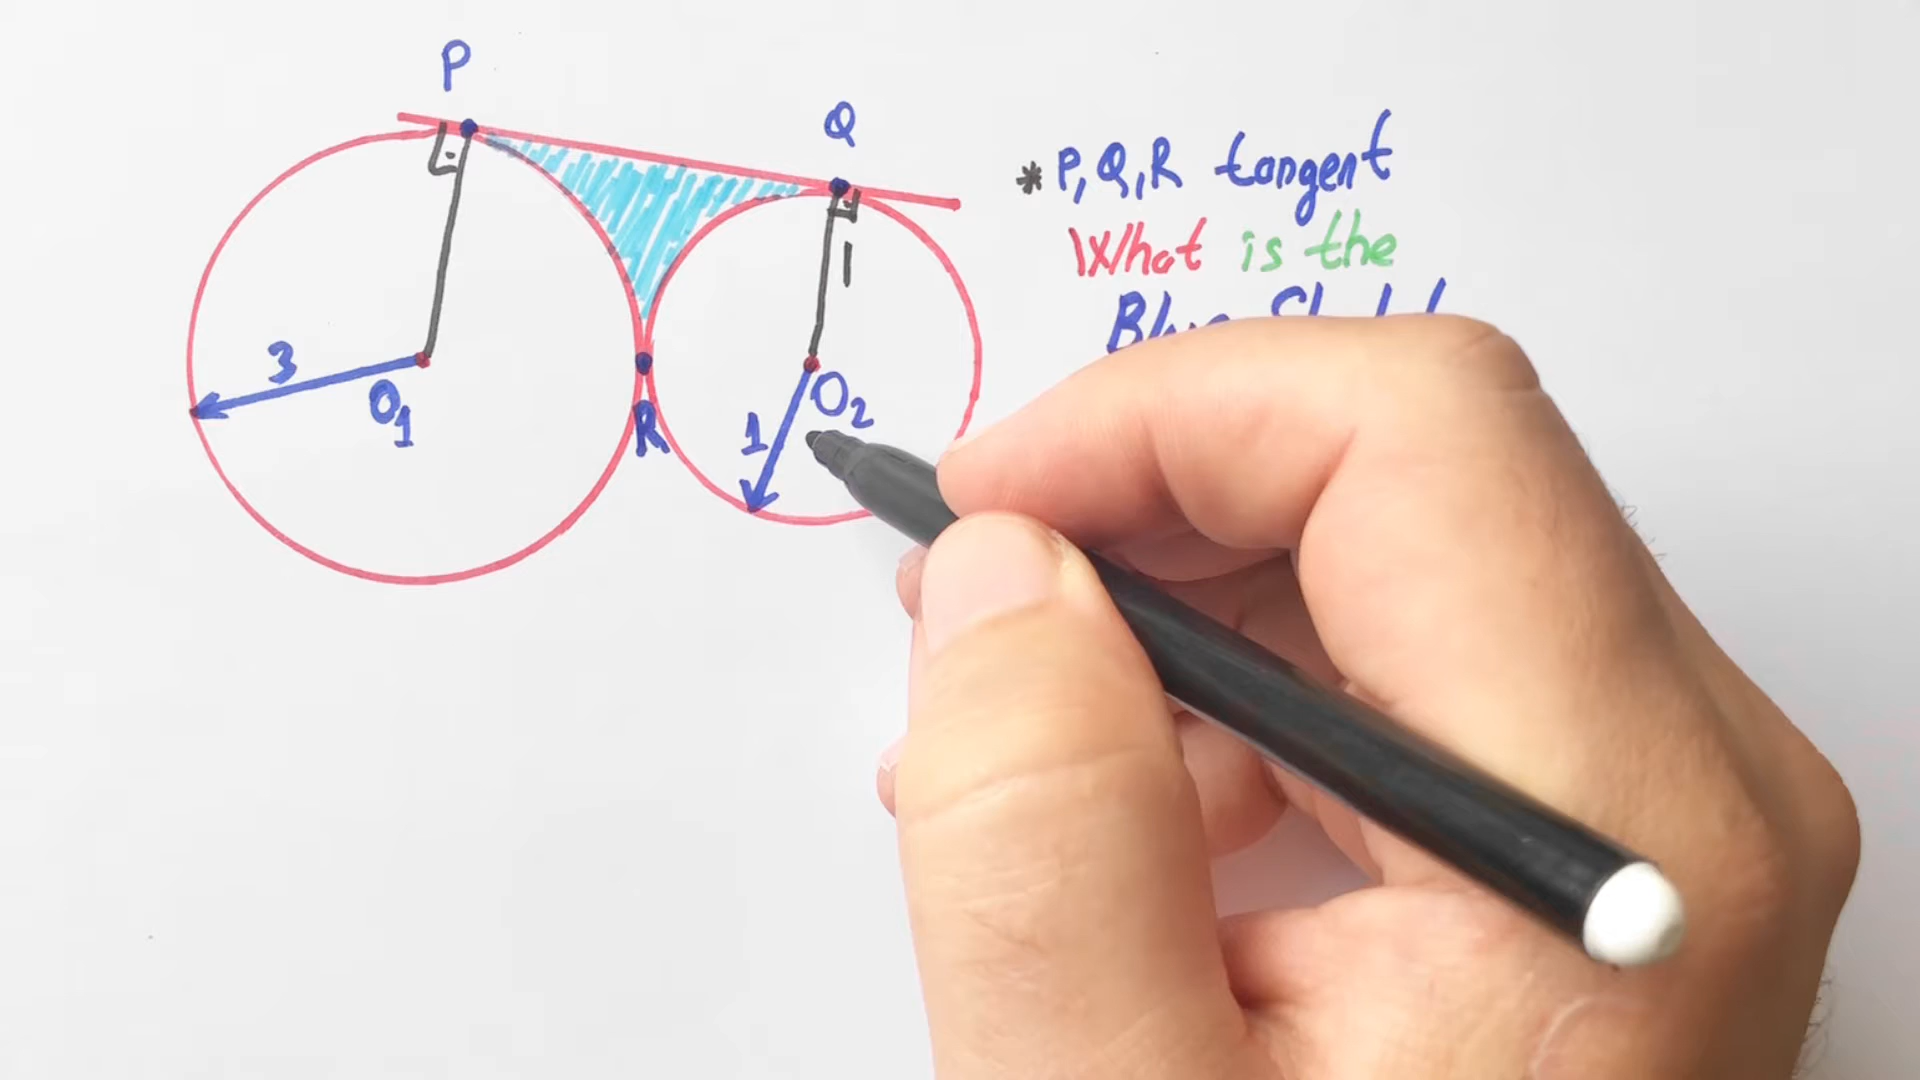 P
Q
* P, Q, R tangent
What is the
1
3
O1
O2
1
R